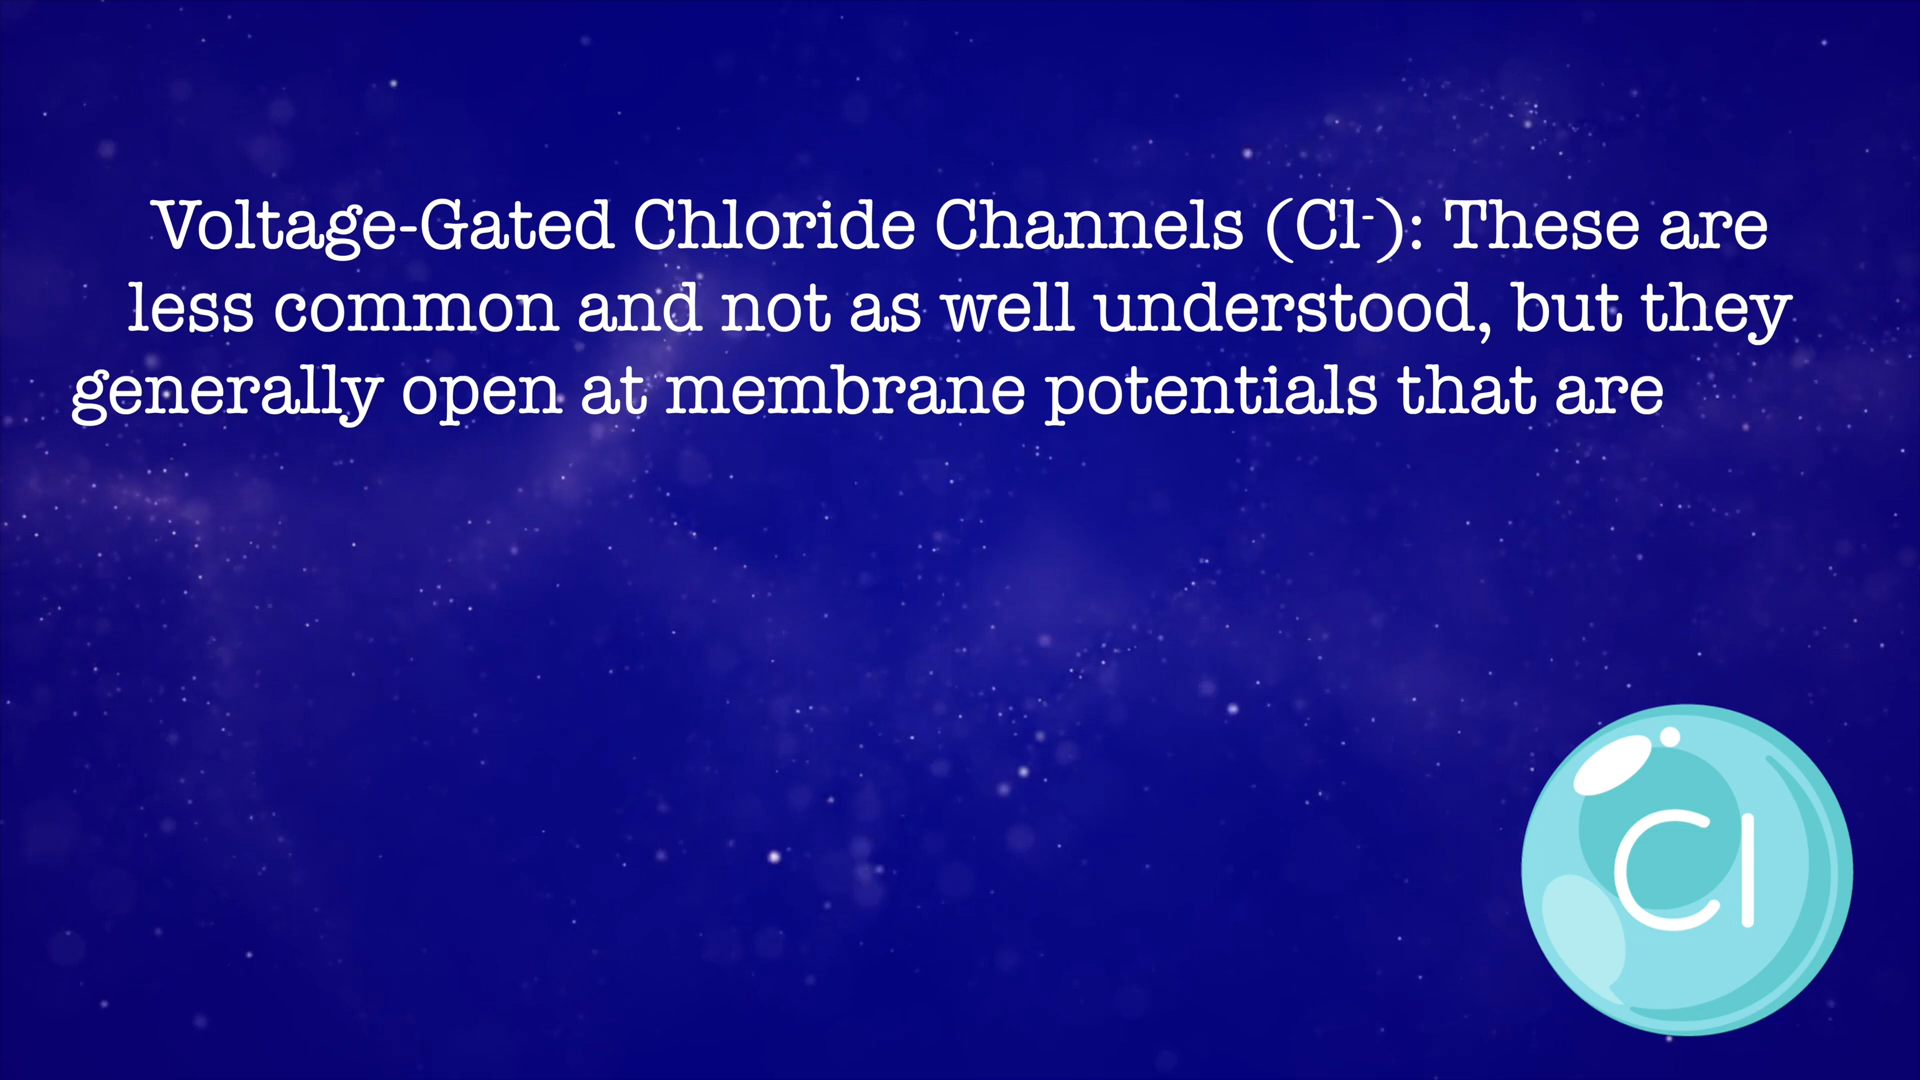 Voltage-Gated Chloride Channels (Cl⁻): These are
less common and not as well understood, but they
generally open at membrane potentials that are
Cl